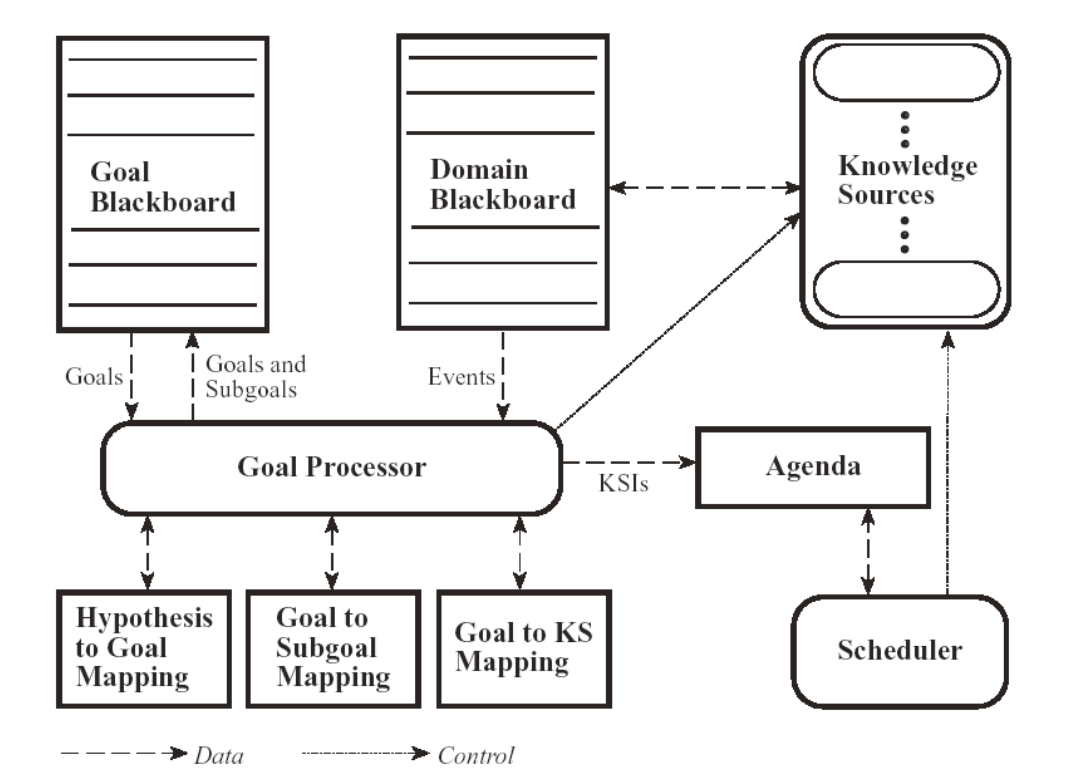 Goal
Blackboard
Domain
Blackboard
Knowledge
Sources
Goals
Goals and
Subgoals
Events
Goal Processor
KSIs
Agenda
Hypothesis
to Goal
Mapping
Goal to
Subgoal
Mapping
Goal to KS
Mapping
Scheduler
Data
Control